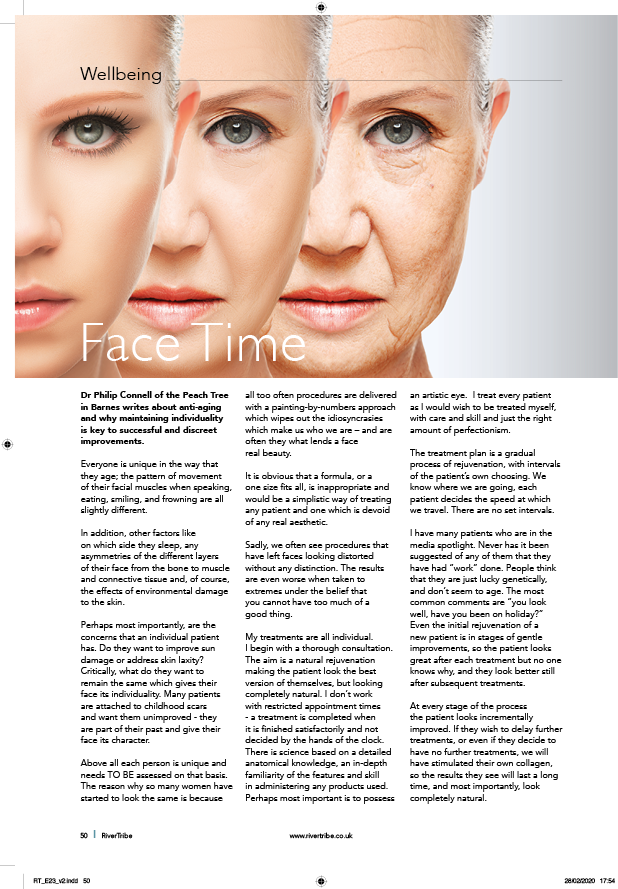 Wellbeing
Face Time
Dr Philip Connell of the Peach Tree
in Barnes writes about anti-aging
and why maintaining individuality
is key to successful and discreet
improvements.
Everyone is unique in the way that
they age; the pattern of movement
of their facial muscles when speaking,
eating, smiling, and frowning are all
slightly different.
In addition, other factors like
on which side they sleep, any
asymmetries of the different layers
of their face from the bone to muscle
and connective tissue and, of course,
the effects of environmental damage
to the skin.
Perhaps most importantly, are the
concerns that an individual patient
has. Do they want to improve sun
damage or address skin laxity?
Critically, what do they want to
remain the same which gives their
face its individuality. Many patients
are attached to childhood scars
and want them unimproved - they
are part of their past and give their
face its character.
Above all each person is unique and
needs TO BE assessed on that basis.
The reason why so many women have
started to look the same is because
all too often procedures are delivered
with a painting-by-numbers approach
which wipes out the idiosyncrasies
which make us who we are – and are
often they what lends a face
real beauty.
It is obvious that a formula, or a
one size fits all, is inappropriate and
would be a simplistic way of treating
any patient and one which is devoid
of any real aesthetic.
Sadly, we often see procedures that
have left faces looking distorted
without any distinction. The results
are even worse when taken to
extremes under the belief that
you cannot have too much of a
good thing.
My treatments are all individual.
I begin with a thorough consultation.
The aim is a natural rejuvenation
making the patient look the best
version of themselves, but looking
completely natural. I don't work
with restricted appointment times
- a treatment is completed when
it is finished satisfactorily and not
decided by the hands of the clock.
There is science based on a detailed
anatomical knowledge, an in-depth
familiarity of the features and skill
in administering any products used.
Perhaps most important is to possess
an artistic eye. I treat every patient
as I would wish to be treated myself,
with care and skill and just the right
amount of perfectionism.
The treatment plan is a gradual
process of rejuvenation, with intervals
of the patient's own choosing. We
know where we are going, each
patient decides the speed at which
we travel. There are no set intervals.
I have many patients who are in the
media spotlight. Never has it been
suggested of any of them that they
have had "work" done. People think
that they are just lucky genetically,
and don't seem to age. The most
common comments are "you look
well, have you been on holiday?"
Even the initial rejuvenation of a
new patient is in stages of gentle
improvements, so the patient looks
great after each treatment but no one
knows why, and they look better still
after subsequent treatments.
At every stage of the process
the patient looks incrementally
improved. If they wish to delay further
treatments, or even if they decide to
have no further treatments, we will
have stimulated their own collagen,
so the results they see will last a long
time, and most importantly, look
completely natural.
50 | RiverTribe
www.rivertribe.co.uk
RT_E23_v2.indd 50
28/02/2020 17:54